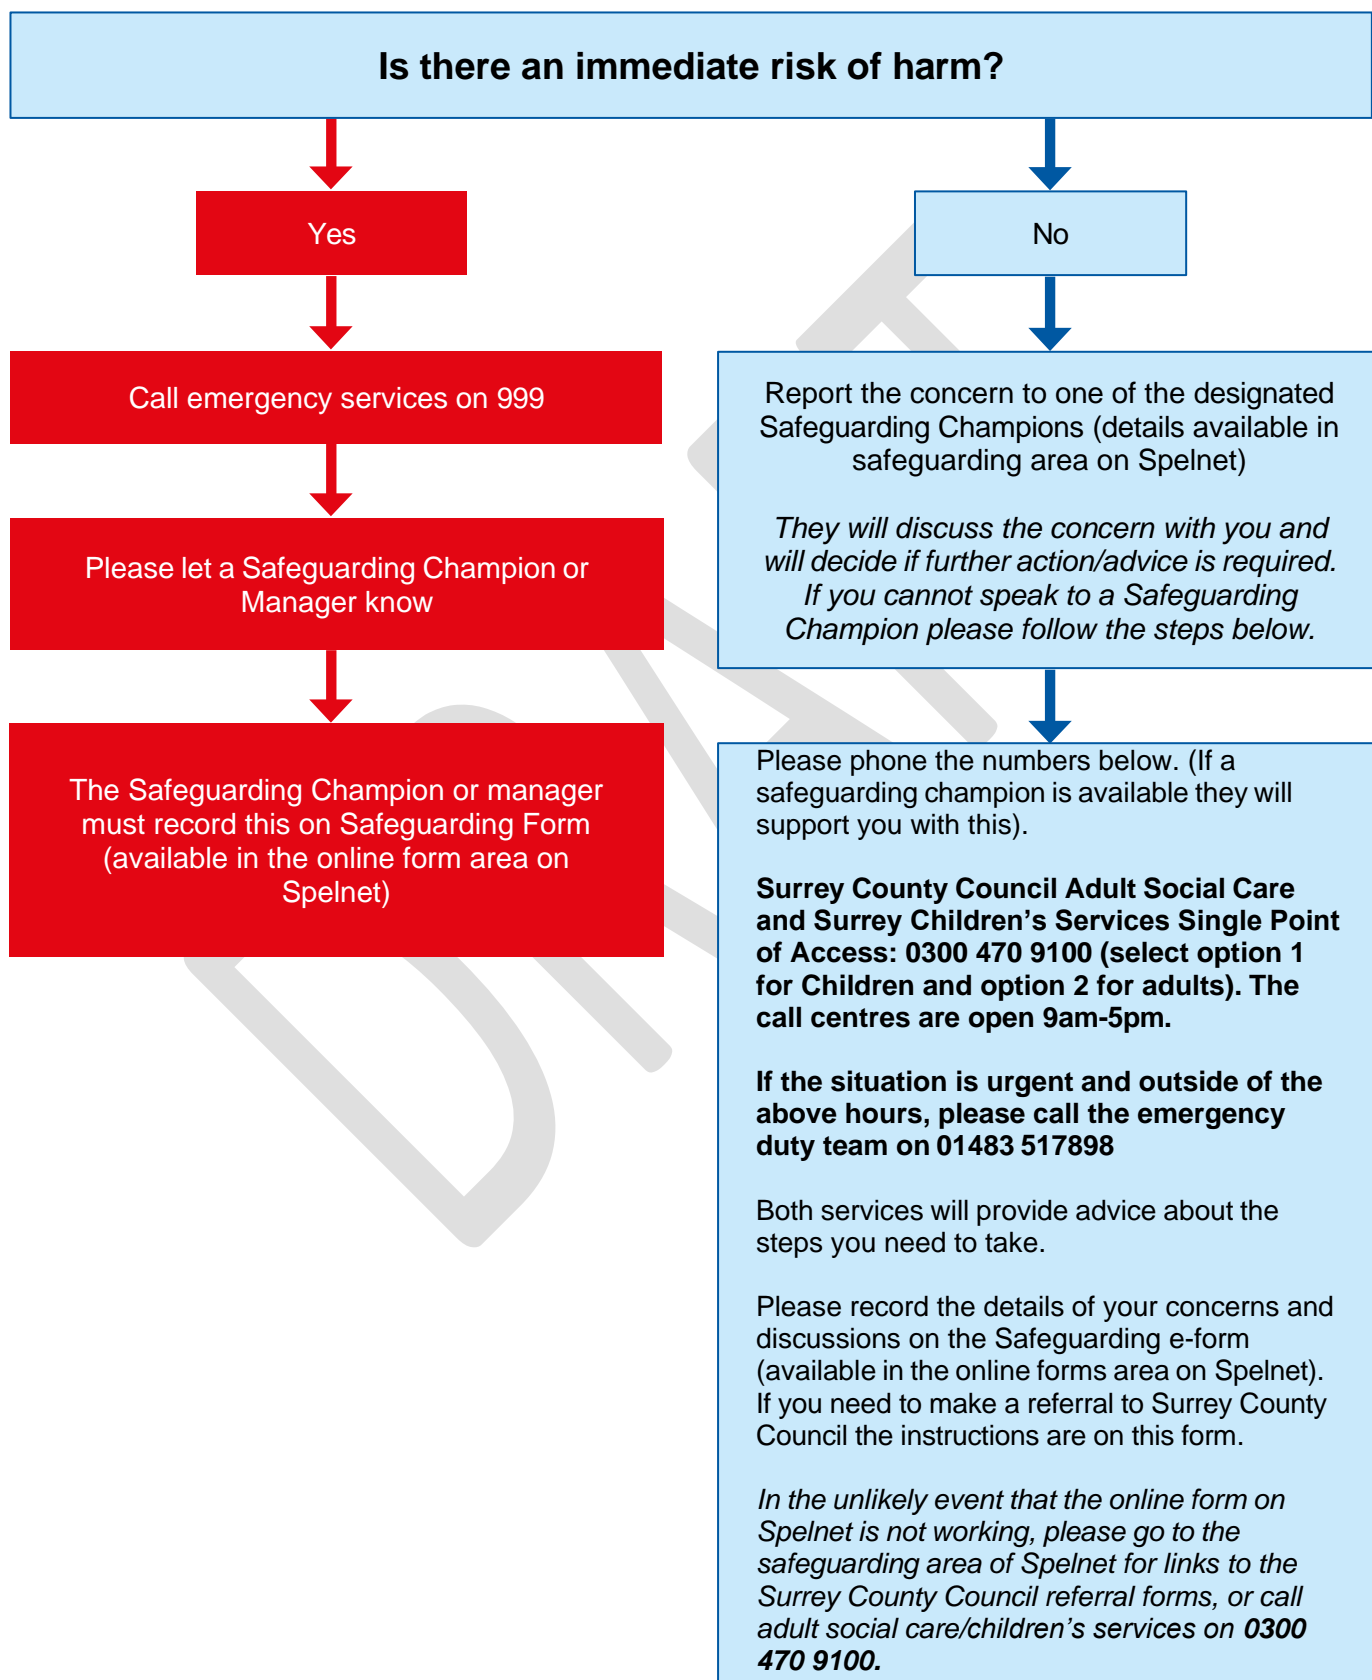 Is there an immediate risk of harm?
Yes
No
Call emergency services on 999
Please let a Safeguarding Champion or
Manager know
The Safeguarding Champion or manager
must record this on Safeguarding Form
(available in the online form area on
Spelnet)
Report the concern to one of the designated
Safeguarding Champions (details available in
safeguarding area on Spelnet)
They will discuss the concern with you and
will decide if further action/advice is required.
If you cannot speak to a Safeguarding
Champion please follow the steps below.
Please phone the numbers below. (If a
safeguarding champion is available they will
support you with this).
Surrey County Council Adult Social Care
and Surrey Children’s Services Single Point
of Access: 0300 470 9100 (select option 1
for Children and option 2 for adults). The
call centres are open 9am-5pm.
If the situation is urgent and outside of the
above hours, please call the emergency
duty team on 01483 517898
Both services will provide advice about the
steps you need to take.
Please record the details of your concerns and
discussions on the Safeguarding e-form
(available in the online forms area on Spelnet).
If you need to make a referral to Surrey County
Council the instructions are on this form.
In the unlikely event that the online form on
Spelnet is not working, please go to the
safeguarding area of Spelnet for links to the
Surrey County Council referral forms, or call
adult social care/children’s services on 0300
470 9100.
DRAFT